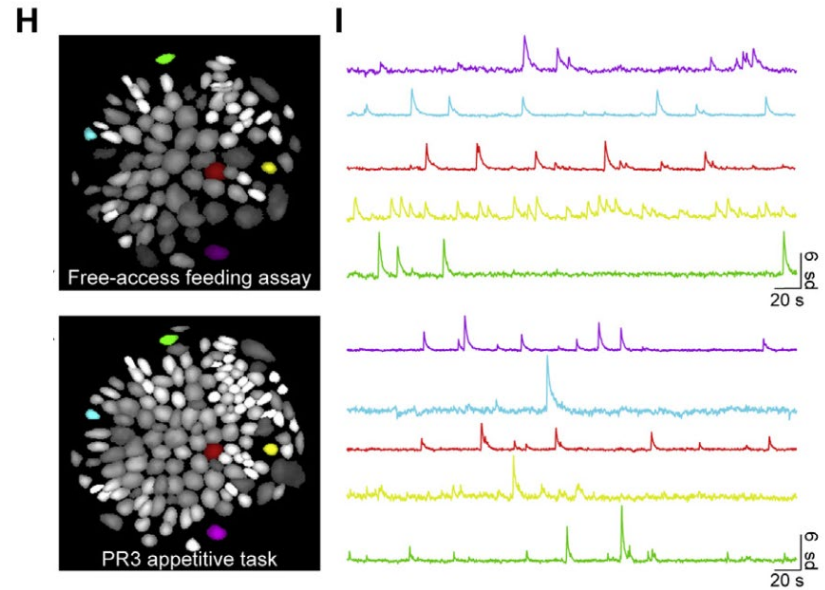 H
I
Free-access feeding assay
6 sd
20 s
PR3 appetitive task
6 sd
20 s